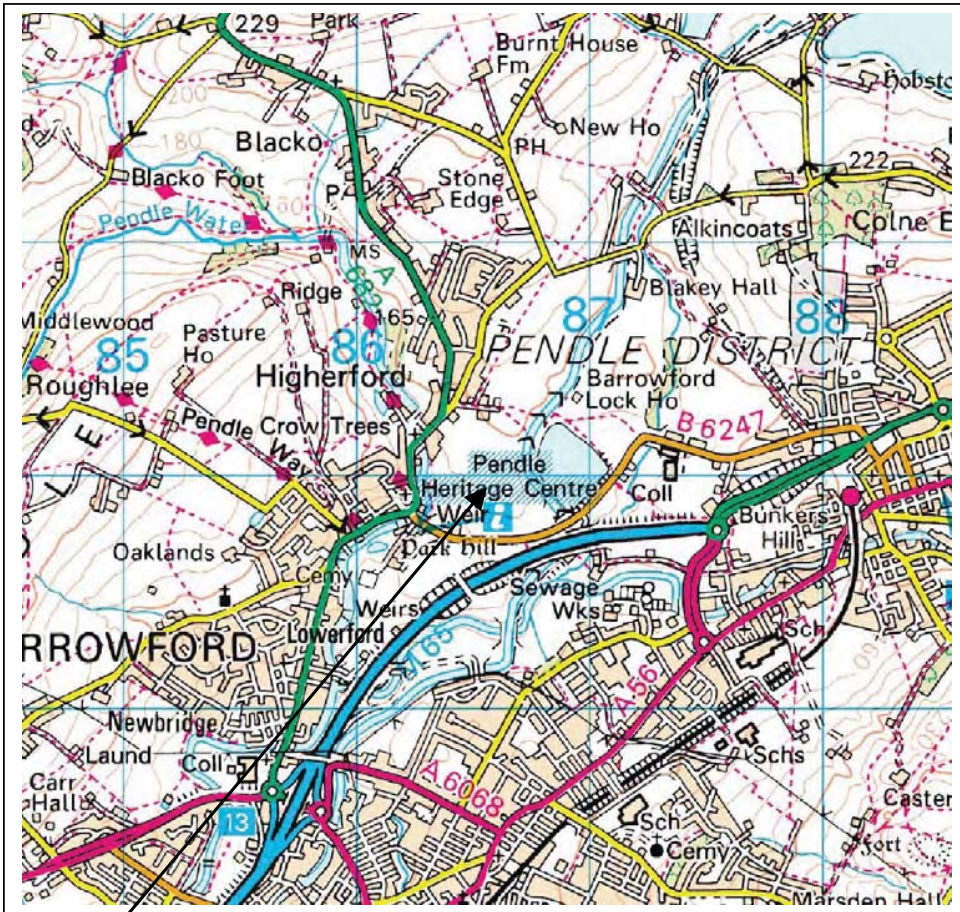 229
Park
Burnt House
Fm
Hobsto
200
New Ho
180
Blacko
PH
222
Blacko Foot
Stone
Edge
Pendle Water
Alkincoats
Colne E
MS
A 682
Blakey Hall
Ridge
165
87
88
Middlewood
85
Pasture
Ho
86
PENDLE DISTRICT
Roughlee
Higherford
Barrowford
Lock Ho
B 6247
Pendle Way
Crow Trees
L E
Pendle
Heritage Centre
Coll
Weir
i
Bunkers
Hill
Oaklands
Park Hill
Cemy
Sewage
Wks
Weirs
Lowerford
M 65
RROWFORD
Sch
A 56
Newbridge
Laund
Coll
Schs
Carr
Hall
A 6068
Caster
13
Sch
Cemy
Fort
Marsden Hall